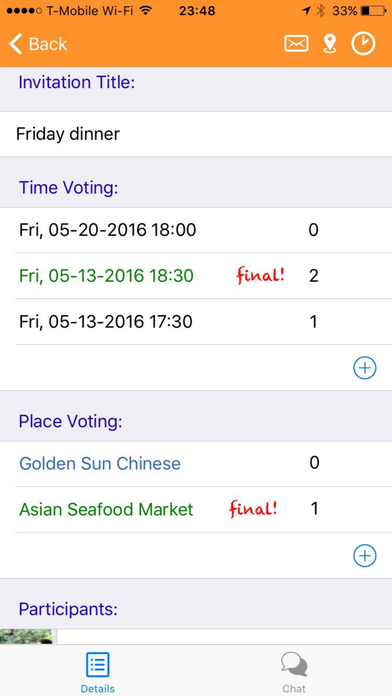 T-Mobile Wi-Fi 23:48 33%
Back
Invitation Title:
Friday dinner
Time Voting:
Fri, 05-20-2016 18:00 0
Fri, 05-13-2016 18:30 final! 2
Fri, 05-13-2016 17:30 1
Place Voting:
Golden Sun Chinese 0
Asian Seafood Market final! 1
Participants:
Details Chat